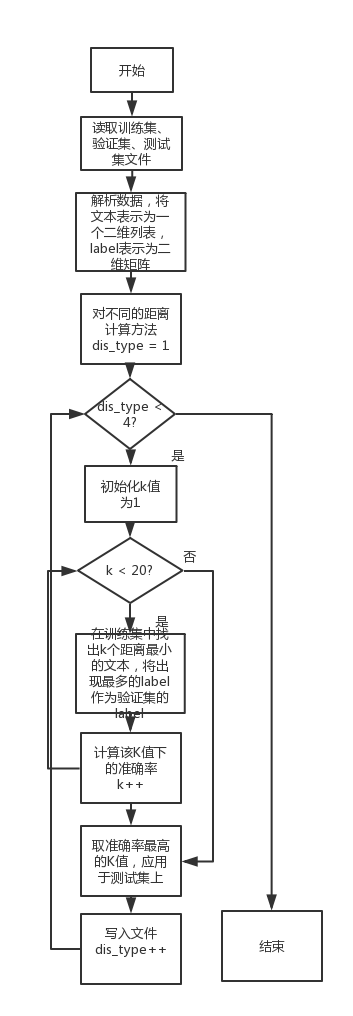 开始
读取训练集、
验证集、测试
集文件
解析数据，将
文本表示为一
个二维列表，
label表示为二
维矩阵
对不同的距离
计算方法
dis_type = 1
dis_type <
4?
是
初始化k值
为1
k < 20?
否
是
在训练集中找
出k个距离最小
的文本，将出
现最多的label
作为验证集的
label
计算该K值下
的准确率
k++
取准确率最高
的K值，应用
于测试集上
写入文件
dis_type++
结束